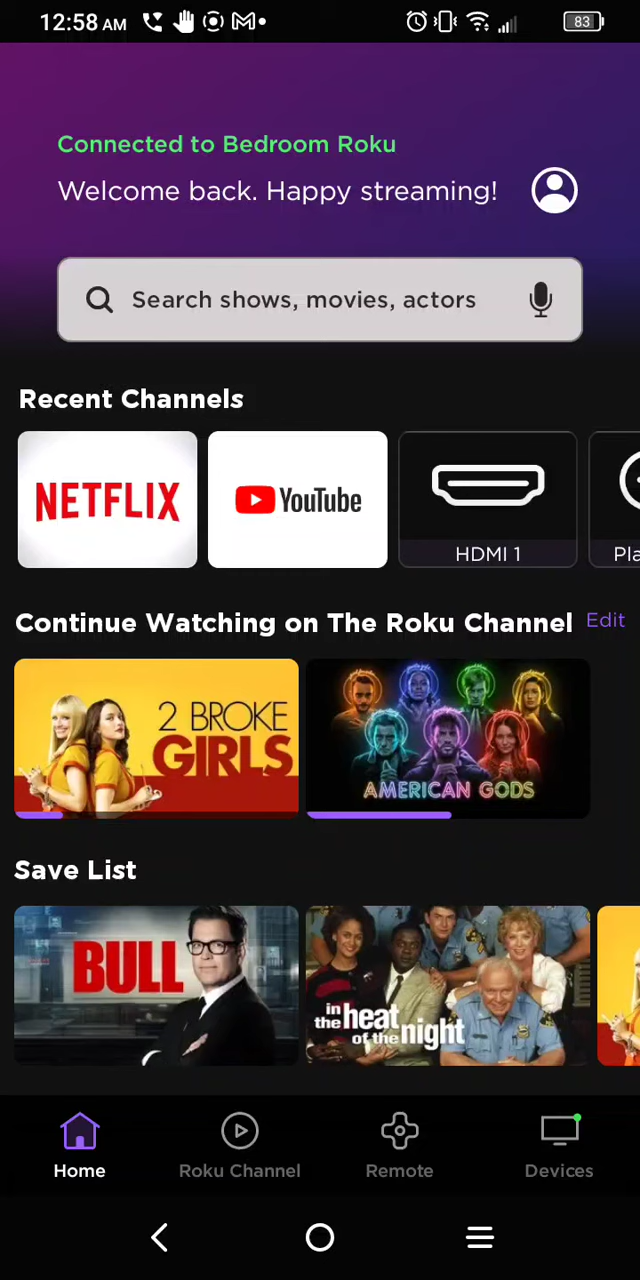 12:58 AM
83
Connected to Bedroom Roku
Welcome back. Happy streaming!
Search shows, movies, actors
Recent Channels
NETFLIX
YouTube
HDMI 1
Pla
Continue Watching on The Roku Channel
Edit
2 BROKE
GIRLS
AMERICAN GODS
Save List
BULL
in
the heat
of the night
Home
Roku Channel
Remote
Devices